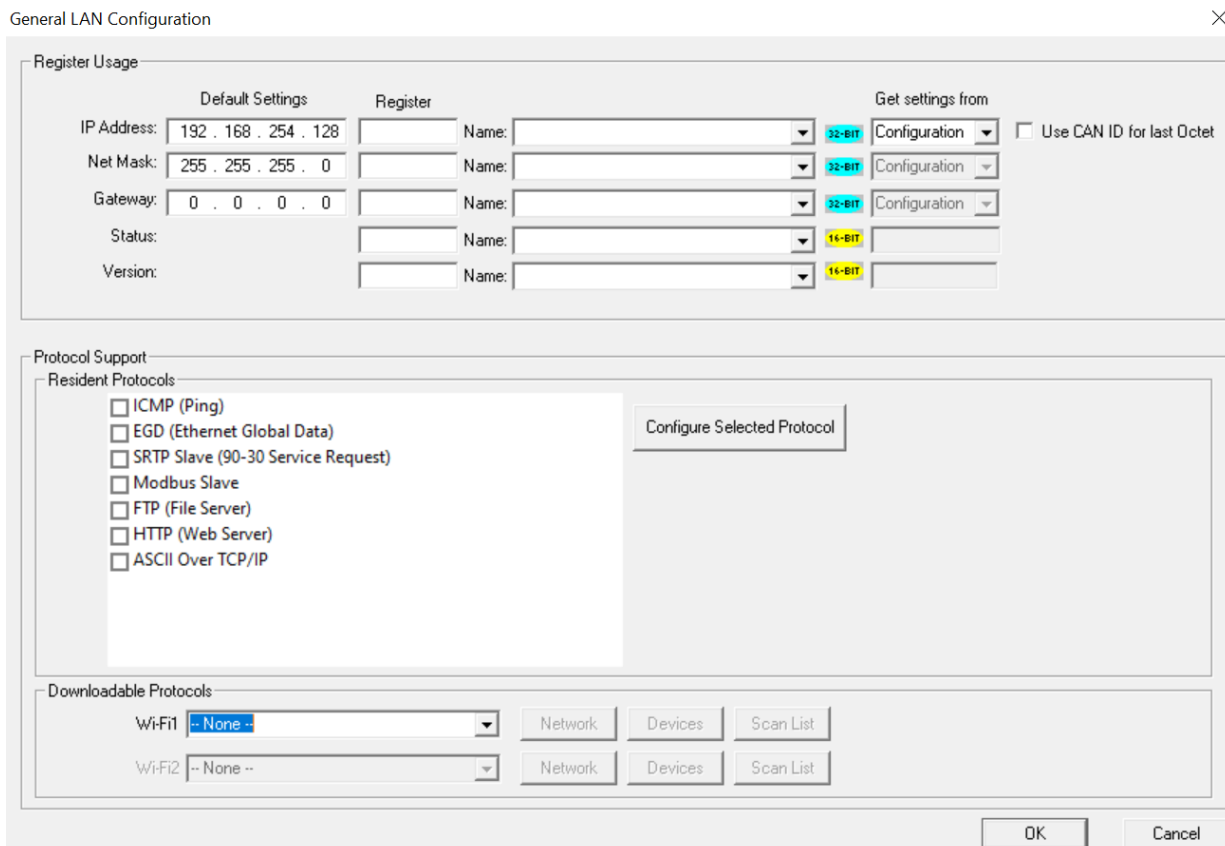 General LAN Configuration
Register Usage
Default Settings Register Get settings from
IP Address: 192 . 168 . 254 . 128 Name: 32-BIT Configuration Use CAN ID for last Octet
Net Mask: 255 . 255 . 255 . 0 Name: 32-BIT Configuration
Gateway: 0 . 0 . 0 . 0 Name: 32-BIT Configuration
Status: Name: 16-BIT
Version: Name: 16-BIT
Protocol Support
Resident Protocols
ICMP (Ping)
EGD (Ethernet Global Data)
SRTP Slave (90-30 Service Request)
Modbus Slave
FTP (File Server)
HTTP (Web Server)
ASCII Over TCP/IP
Configure Selected Protocol
Downloadable Protocols
Wi-Fi1 -- None -- Network Devices Scan List
Wi-Fi2 -- None -- Network Devices Scan List
OK Cancel